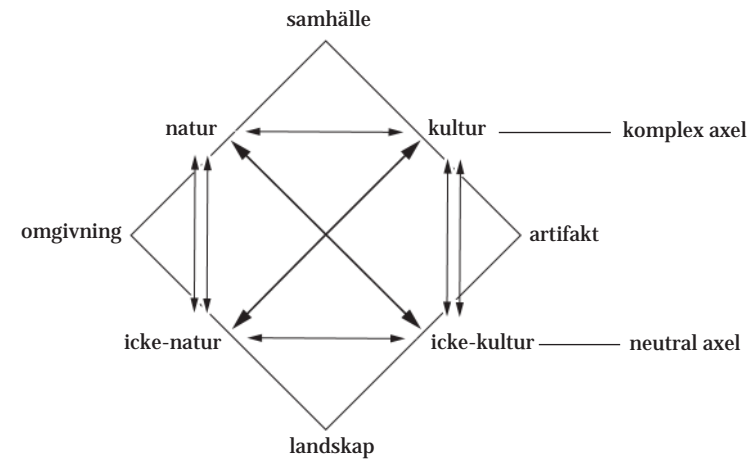 samhälle
natur kultur komplex axel
omgivning artifakt
icke-natur icke-kultur neutral axel
landskap